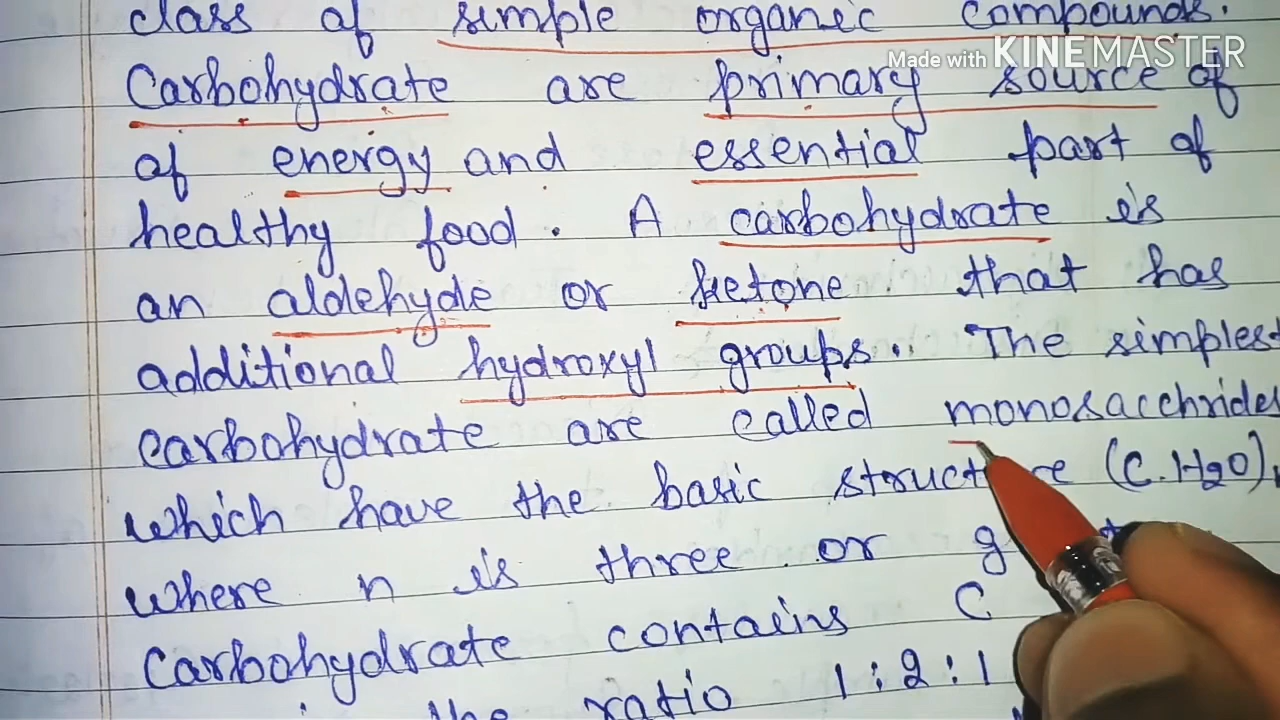 class of simple organic compounds.
Made with KINEMASTER
Carbohydrate are primary source of
of energy and essential part of
healthy food. A carbohydrate is
an aldehyde or ketone that has
additional hydroxyl groups. The simples
carbohydrate are called monosacchrides
which have the basic (C.H2O)n
where n is three or
Carbohydrate contains C
the ratio 1:2:1